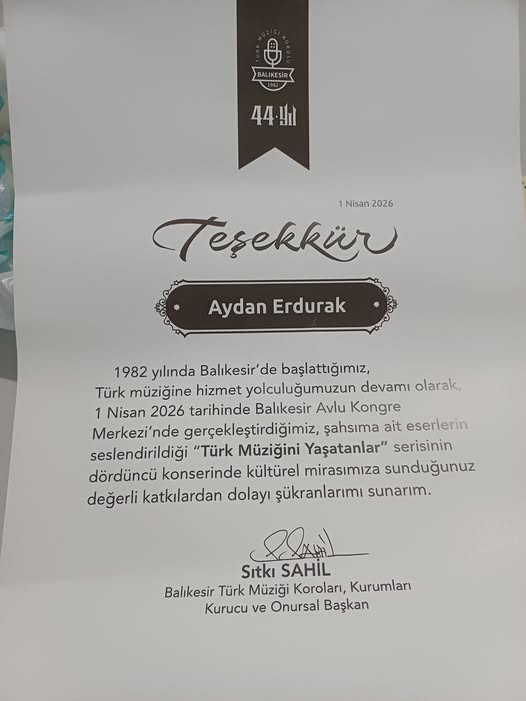 TÜRK MÜZİĞİ KOROSU
BALIKESİR
1982
44.yıl
1 Nisan 2026
Teşekkür
Aydan Erdurak
1982 yılında Balıkesir'de başlattığımız,
Türk müziğine hizmet yolculuğumuzun devamı olarak,
1 Nisan 2026 tarihinde Balıkesir Avlu Kongre
Merkezi'nde gerçekleştirdiğimiz, şahsıma ait eserlerin
seslendirildiği "Türk Müziğini Yaşatanlar" serisinin
dördüncü konserinde kültürel mirasımıza sunduğunuz
değerli katkılardan dolayı şükranlarımı sunarım.
S. SAHİL
Sıtkı SAHİL
Balıkesir Türk Müziği Koroları, Kurumları
Kurucu ve Onursal Başkan